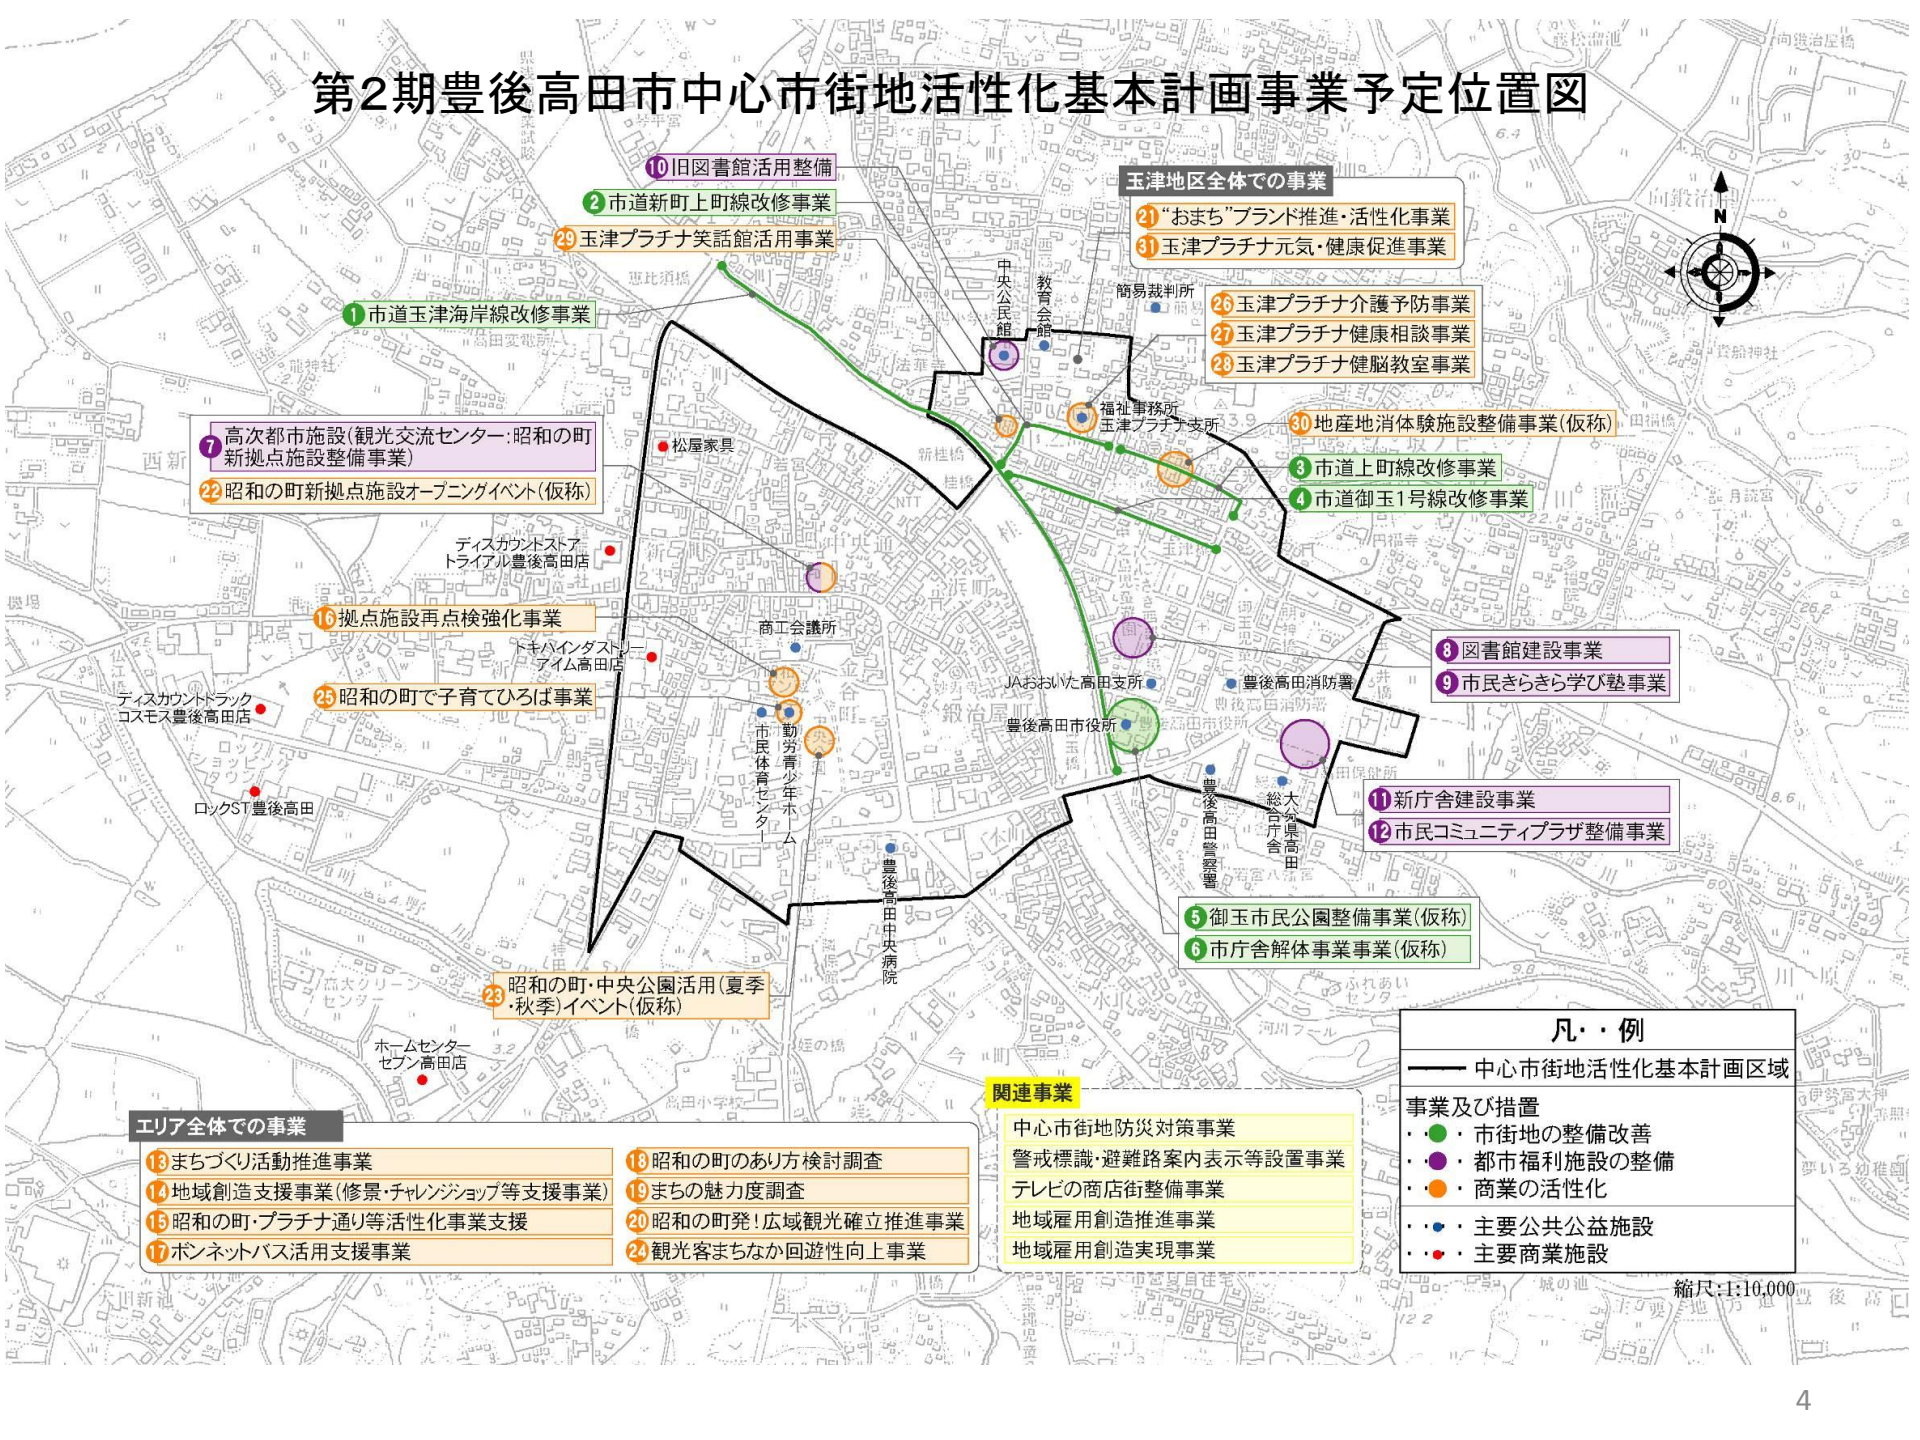 第2期豊後高田市中心市街地活性化基本計画事業予定位置図
⑩旧図書館活用整備
②市道新町上町線改修事業
㉙玉津プラチナ笑話館活用事業
①市道玉津海岸線改修事業
玉津地区全体での事業
㉑“おまち”ブランド推進・活性化事業
㉛玉津プラチナ元気・健康促進事業
N
中央公民館
教育会館
簡易裁判所
㉖玉津プラチナ介護予防事業
㉗玉津プラチナ健康相談事業
㉘玉津プラチナ健脳教室事業
福祉事務所
玉津プラチナ支所
㉚地産地消体験施設整備事業(仮称)
③市道上町線改修事業
④市道御玉1号線改修事業
⑦高次都市施設(観光交流センター:昭和の町
新拠点施設整備事業)
㉒昭和の町新拠点施設オープニングイベント(仮称)
松屋家具
恵比須橋
高田変電所
龍神社
西新
新桂橋
桂橋
NTT
ディスカウントストア
トライアル豊後高田店
⑯拠点施設再点検強化事業
商工会議所
トキハインダストリー
アイム高田店
ディスカウントドラック
コスモス豊後高田店
㉕昭和の町で子育てひろば事業
市民体育センター
勤労青少年ホーム
ロックST豊後高田
JAおおいた高田支所
豊後高田消防署
豊後高田市役所
⑧図書館建設事業
⑨市民きらきら学び塾事業
豊後高田警察署
大分県高田
総合庁舎
⑪新庁舎建設事業
⑫市民コミュニティプラザ整備事業
豊後高田中央病院
⑤御玉市民公園整備事業(仮称)
⑥市庁舎解体事業事業(仮称)
㉓昭和の町・中央公園活用(夏季
・秋季)イベント(仮称)
ホームセンター
セブン高田店
高田小学校
エリア全体での事業
⑬まちづくり活動推進事業
⑭地域創造支援事業(修景・チャレンジショップ等支援事業)
⑮昭和の町・プラチナ通り等活性化事業支援
⑰ボンネットバス活用支援事業
⑱昭和の町のあり方検討調査
⑲まちの魅力度調査
⑳昭和の町発!広域観光確立推進事業
㉔観光客まちなか回遊性向上事業
関連事業
中心市街地防災対策事業
警戒標識・避難路案内表示等設置事業
テレビの商店街整備事業
地域雇用創造推進事業
地域雇用創造実現事業
凡・・例
中心市街地活性化基本計画区域
事業及び措置
・・●・市街地の整備改善
・・●・都市福利施設の整備
・・●・商業の活性化
・・●・主要公共公益施設
・・●・主要商業施設
縮尺:1:10,000
4